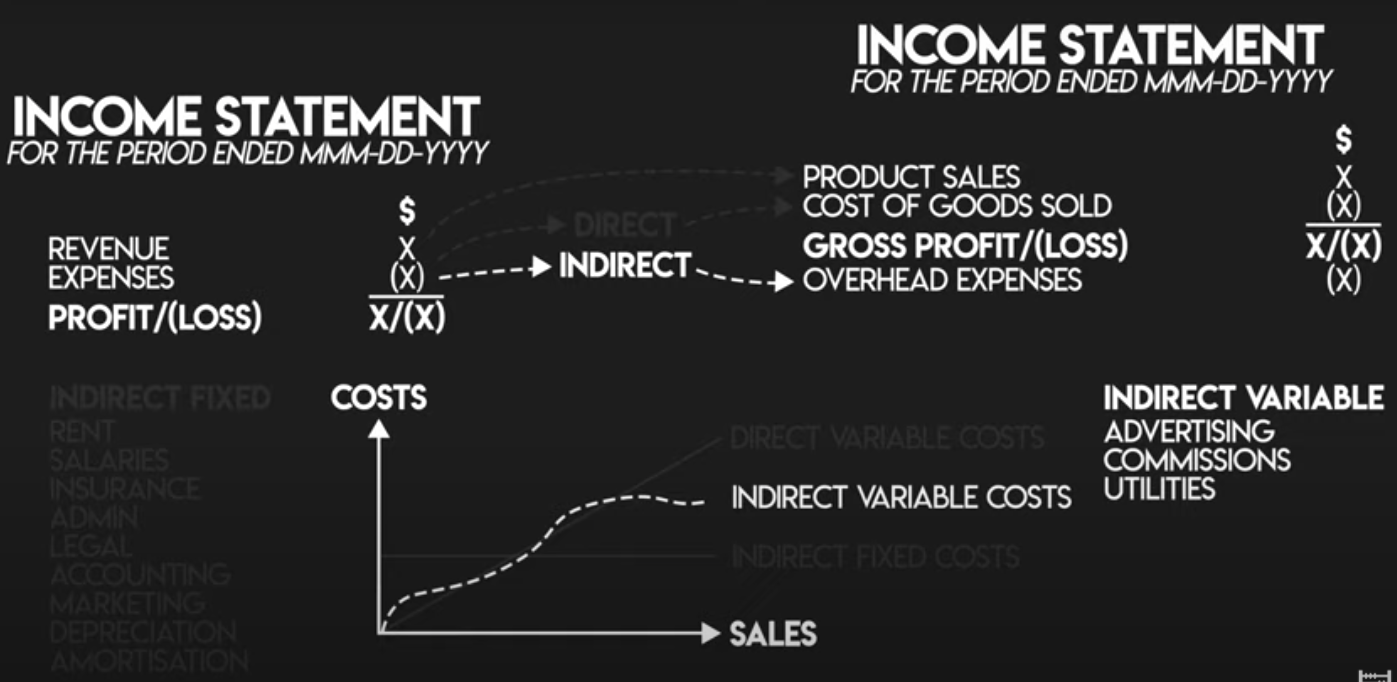 INCOME STATEMENT
FOR THE PERIOD ENDED MMM-DD-YYYY
$
REVENUE X
EXPENSES (X)
PROFIT/(LOSS) X/(X)
DIRECT
INDIRECT
INCOME STATEMENT
FOR THE PERIOD ENDED MMM-DD-YYYY
$
PRODUCT SALES X
COST OF GOODS SOLD (X)
GROSS PROFIT/(LOSS) X/(X)
OVERHEAD EXPENSES (X)
INDIRECT FIXED
RENT
SALARIES
INSURANCE
ADMIN
LEGAL
ACCOUNTING
MARKETING
DEPRECIATION
AMORTISATION
COSTS
DIRECT VARIABLE COSTS
INDIRECT VARIABLE COSTS
INDIRECT FIXED COSTS
SALES
INDIRECT VARIABLE
ADVERTISING
COMMISSIONS
UTILITIES